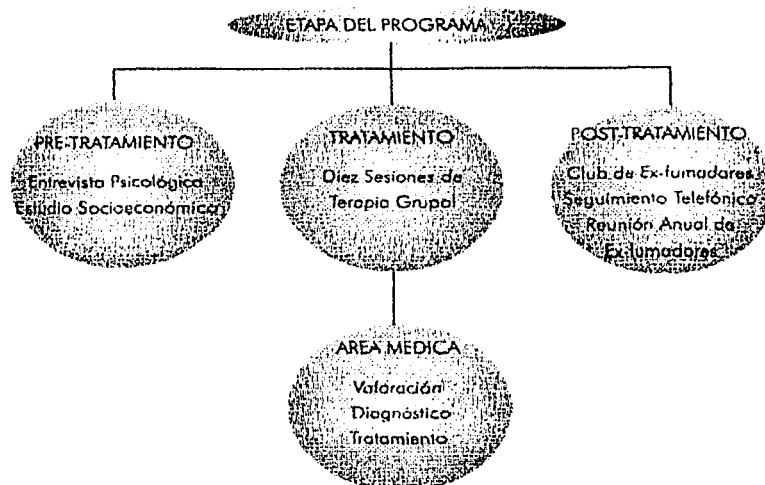 ETAPA DEL PROGRAMA
PRE-TRATAMIENTO
Entrevista Psicológica
Estudio Socioeconómico
TRATAMIENTO
Diez Sesiones de
Terapia Grupal
POST-TRATAMIENTO
Club de Ex-fumadores
Seguimiento Telefónico
Reunión Anual de
Ex-fumadores
AREA MEDICA
Valoración
Diagnóstico
Tratamiento